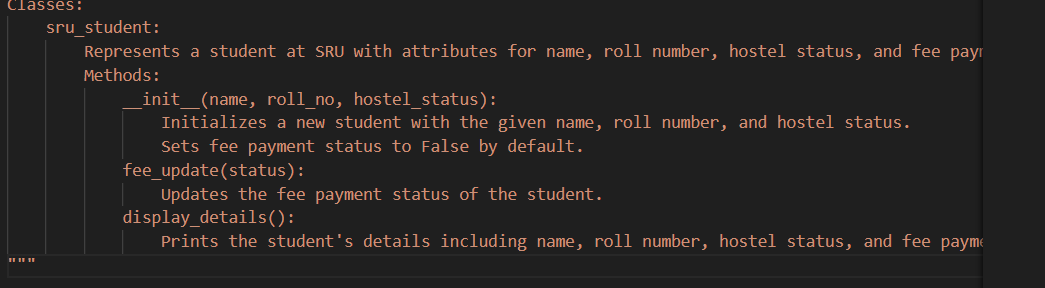 Classes:
sru_student:
Represents a student at SRU with attributes for name, roll number, hostel status, and fee
Methods:
__init__(name, roll_no, hostel_status):
Initializes a new student with the given name, roll number, and hostel status.
Sets fee payment status to False by default.
fee_update(status):
Updates the fee payment status of the student.
display_details():
Prints the student's details including name, roll number, hostel status, and fee
"""